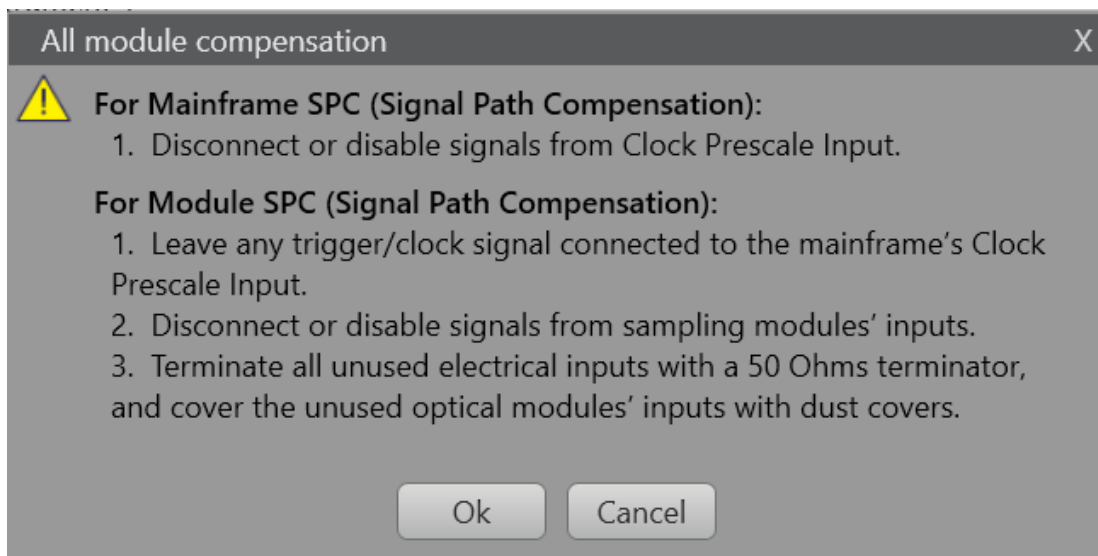 All module compensation X
For Mainframe SPC (Signal Path Compensation):
1. Disconnect or disable signals from Clock Prescale Input.
For Module SPC (Signal Path Compensation):
1. Leave any trigger/clock signal connected to the mainframe's Clock
Prescale Input.
2. Disconnect or disable signals from sampling modules' inputs.
3. Terminate all unused electrical inputs with a 50 Ohms terminator,
and cover the unused optical modules' inputs with dust covers.
Ok Cancel